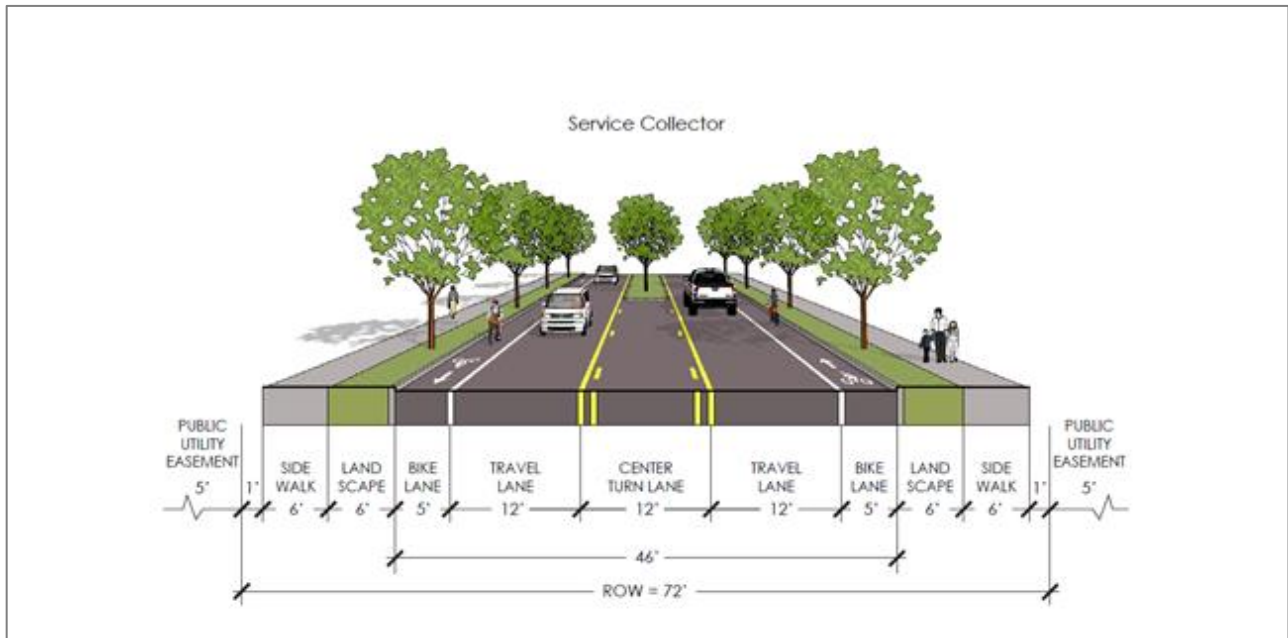 Service Collector
PUBLIC
UTILITY
EASEMENT
5'
1'
SIDE
WALK
6'
LAND
SCAPE
6'
BIKE
LANE
5'
TRAVEL
LANE
12'
CENTER
TURN LANE
12'
TRAVEL
LANE
12'
BIKE
LANE
5'
LAND
SCAPE
6'
SIDE
WALK
6'
1'
PUBLIC
UTILITY
EASEMENT
5'
46'
ROW = 72'